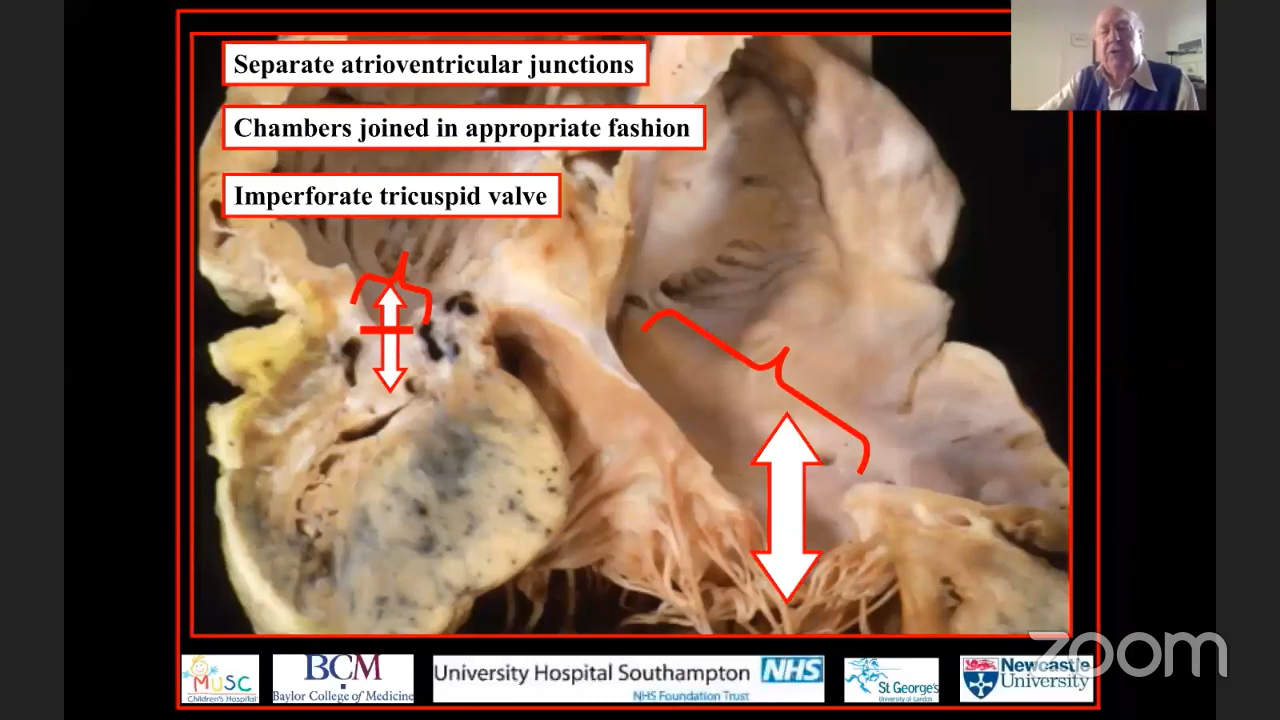 Separate atrioventricular junctions
Chambers joined in appropriate fashion
Imperforate tricuspid valve
MUSC
Children's Hospital
BCM
Baylor College of Medicine
University Hospital Southampton NHS
NHS Foundation Trust
St George's
University of London
Newcastle
University
zoom